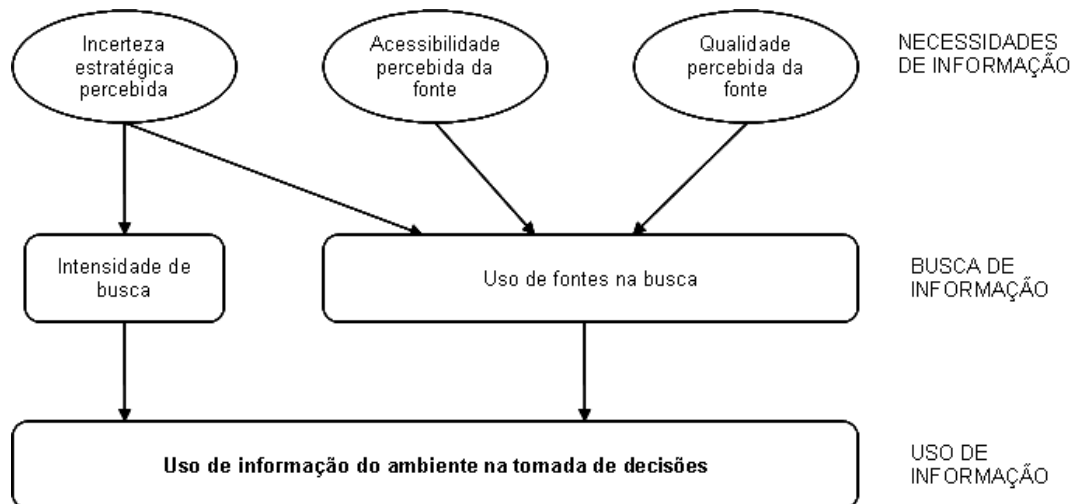 Incerteza
estratégica
percebida
Acessibilidade
percebida da
fonte
Qualidade
percebida da
fonte
NECESSIDADES
DE INFORMAÇÃO
Intensidade de
busca
Uso de fontes na busca
BUSCA DE
INFORMAÇÃO
Uso de informação do ambiente na tomada de decisões
USO DE
INFORMAÇÃO